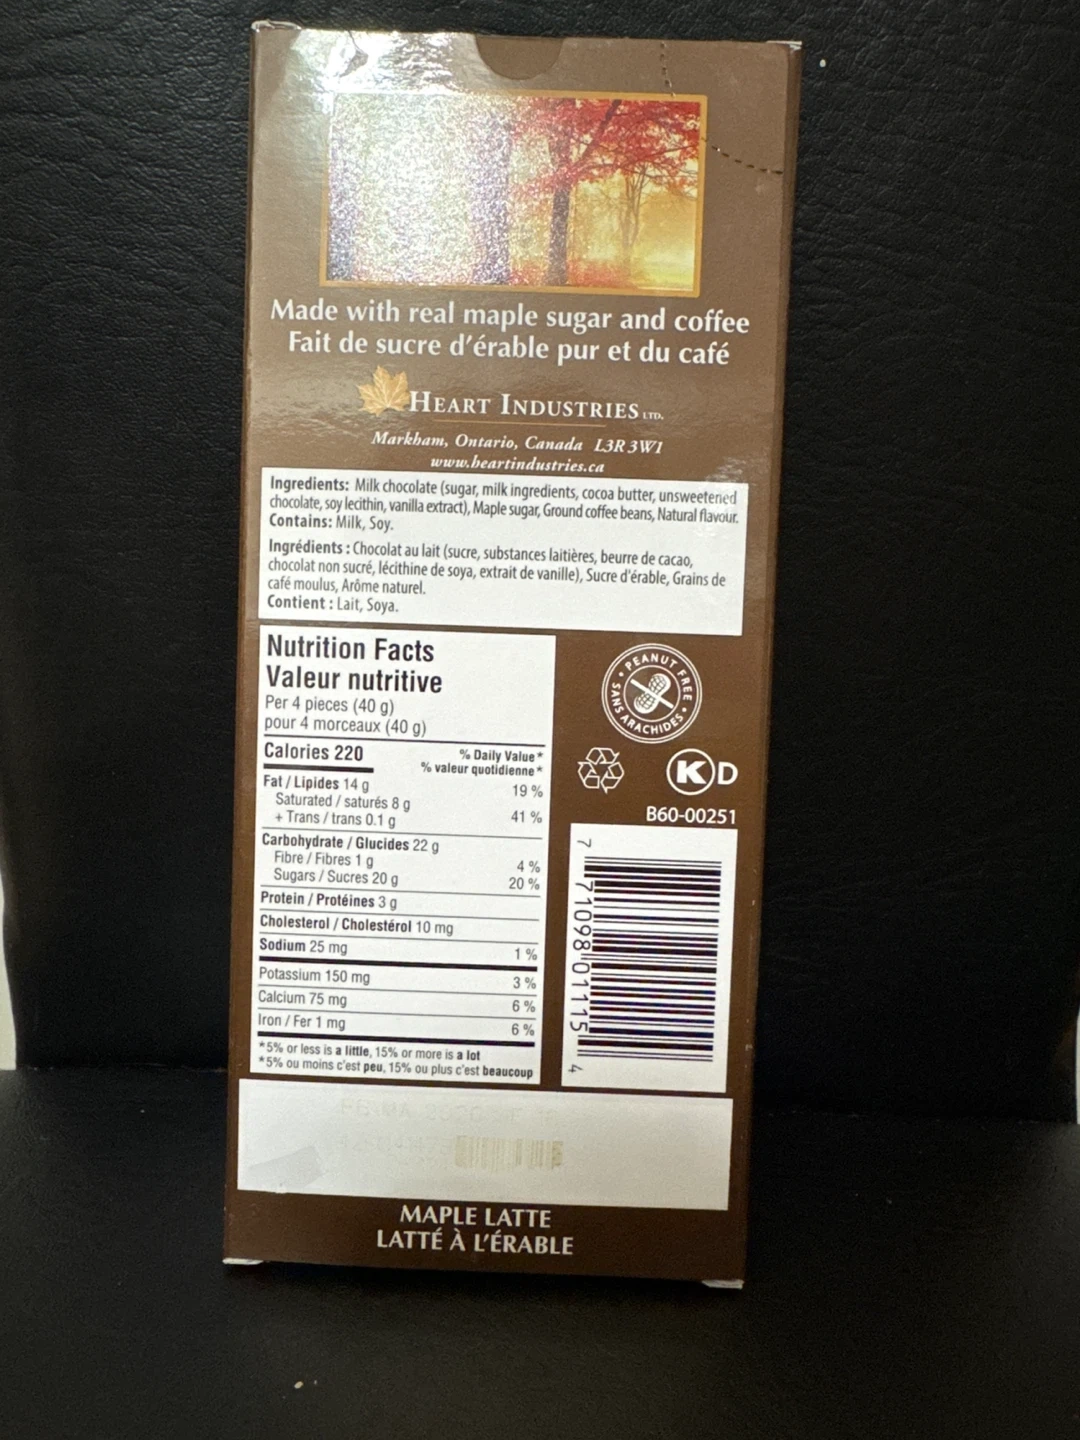 Made with real maple sugar and coffee
Fait de sucre d'érable pur et du café
HEART INDUSTRIES LTD.
Markham, Ontario, Canada L3R 3W1
www.heartindustries.ca
Ingredients: Milk chocolate (sugar, milk ingredients, cocoa butter, unsweetened
chocolate, soy lecithin, vanilla extract), Maple sugar, Ground coffee beans, Natural flavour.
Contains: Milk, Soy.
Ingrédients : Chocolat au lait (sucre, substances laitières, beurre de cacao,
chocolat non sucré, lécithine de soya, extrait de vanille), Sucre d'érable, Grains de
café moulus, Arôme naturel.
Contient : Lait, Soya.
Nutrition Facts
Valeur nutritive
Per 4 pieces (40 g)
pour 4 morceaux (40 g)
Calories 220
% Daily Value*
% valeur quotidienne*
Fat / Lipides 14 g 19 %
Saturated / saturés 8 g
+ Trans / trans 0.1 g 41 %
Carbohydrate / Glucides 22 g
Fibre / Fibres 1 g 4 %
Sugars / Sucres 20 g 20 %
Protein / Protéines 3 g
Cholesterol / Cholestérol 10 mg
Sodium 25 mg 1 %
Potassium 150 mg 3 %
Calcium 75 mg 6 %
Iron / Fer 1 mg 6 %
*5% or less is a little, 15% or more is a lot
*5% ou moins c'est peu, 15% ou plus c'est beaucoup
PEANUT FREE
SANS ARACHIDES
K D
B60-00251
7 71098 01115 4
MAPLE LATTE
LATTÉ À L'ÉRABLE